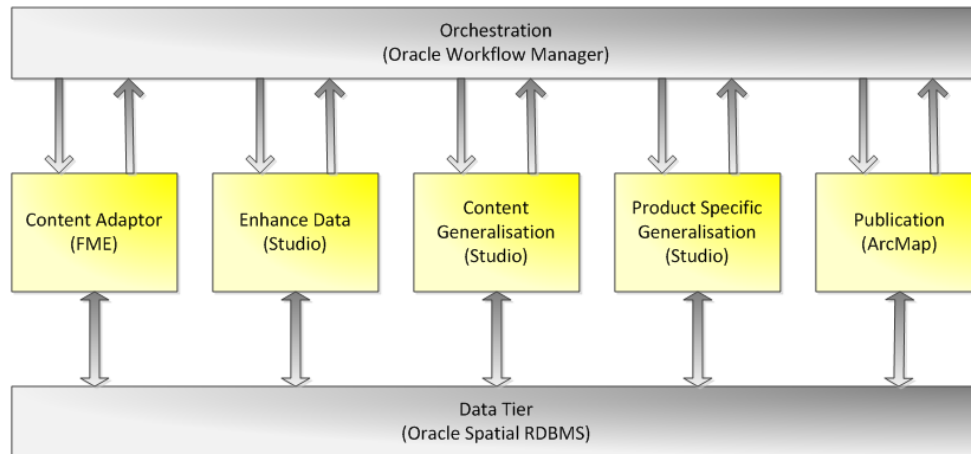 Orchestration
(Oracle Workflow Manager)
Content Adaptor
(FME)
Enhance Data
(Studio)
Content
Generalisation
(Studio)
Product Specific
Generalisation
(Studio)
Publication
(ArcMap)
Data Tier
(Oracle Spatial RDBMS)